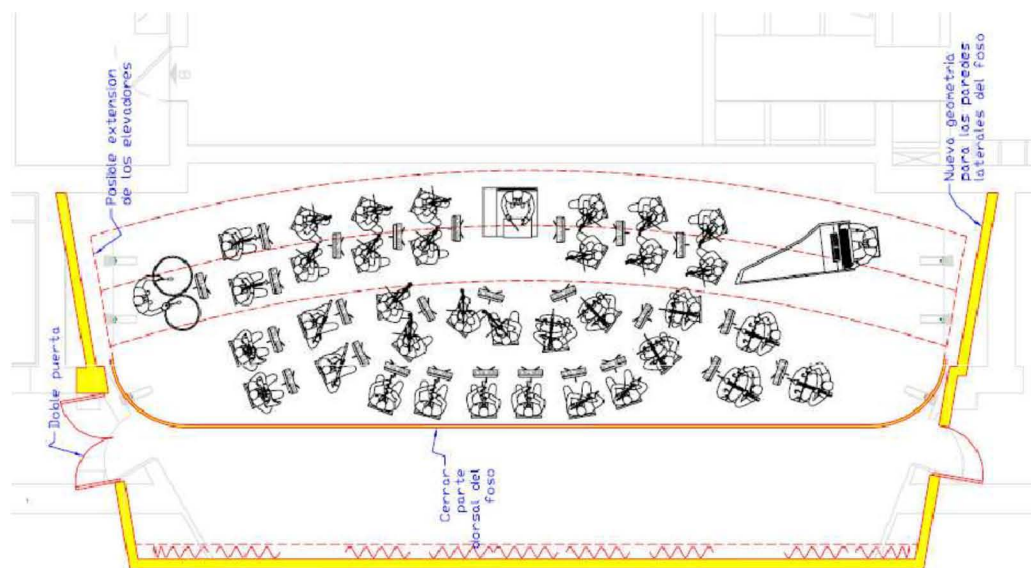 Posible extension
de los elevadores
Nueva geometria
para las paredes
laterales del foso
Doble puerta
Cerrar
parte
dorsal del
foso